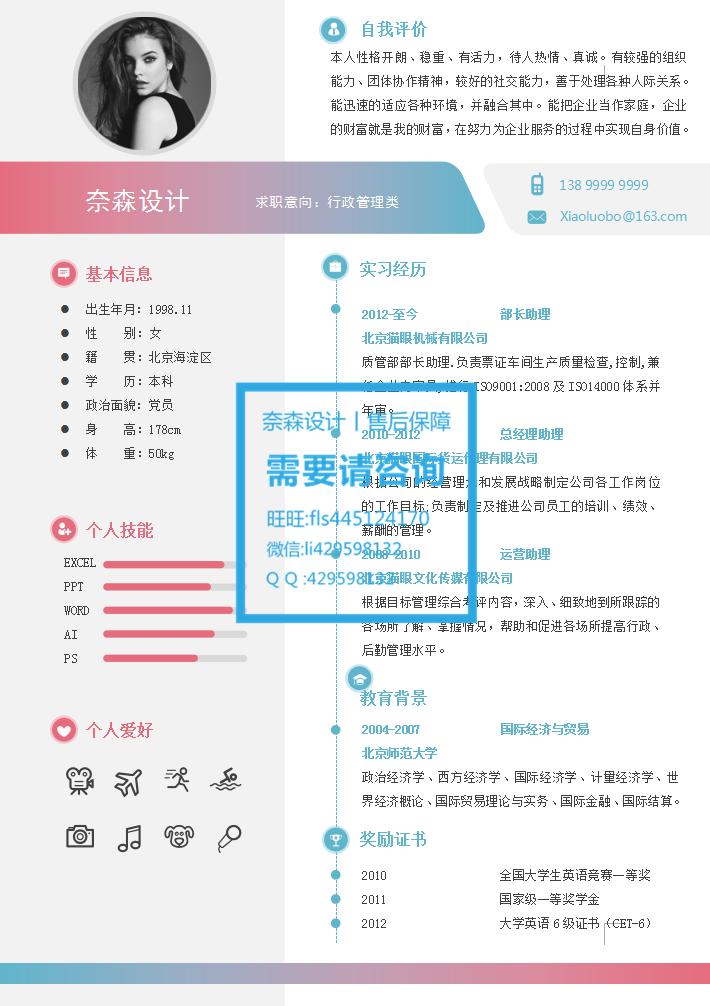 自我评价
本人性格开朗、稳重、有活力，待人热情、真诚。有较强的组织
能力、团体协作精神，较好的社交能力，善于处理各种人际关系。
能迅速的适应各种环境，并融合其中。能把企业当作家庭，企业
的财富就是我的财富，在努力为企业服务的过程中实现自身价值。
奈森设计
求职意向：行政管理类
138 9999 9999
Xiaoluobo@163.com
基本信息
出生年月：1998.11
性 别：女
籍 贯：北京海淀区
学 历：本科
政治面貌：党员
身 高：178cm
体 重：50kg
个人技能
EXCEL
PPT
WORD
AI
PS
个人爱好
实习经历
2012-至今 部长助理
北京猫眼机械有限公司
质管部部长助理.负责票证车间生产质量检查,控制,兼
ISO9001:2008 及 ISO14000 体系并
年审。
2010-2012 总经理助理
北京猫眼国际货运代理有限公司
根据公司的经营理念和发展战略制定公司各工作岗位
的工作目标;负责制定及推进公司员工的培训、绩效、
薪酬的管理。
2008-2010 运营助理
北京猫眼文化传媒有限公司
根据目标管理综合考评内容，深入、细致地到所跟踪的
各场所了解、掌握情况，帮助和促进各场所提高行政、
后勤管理水平。
奈森设计丨售后保障
需要请咨询
旺旺:fls445124170
微信:li429598132
Q Q :429598132
教育背景
2004-2007 国际经济与贸易
北京师范大学
政治经济学、西方经济学、国际经济学、计量经济学、世
界经济概论、国际贸易理论与实务、国际金融、国际结算。
奖励证书
2010 全国大学生英语竞赛一等奖
2011 国家级一等奖学金
2012 大学英语 6 级证书（CET-6）